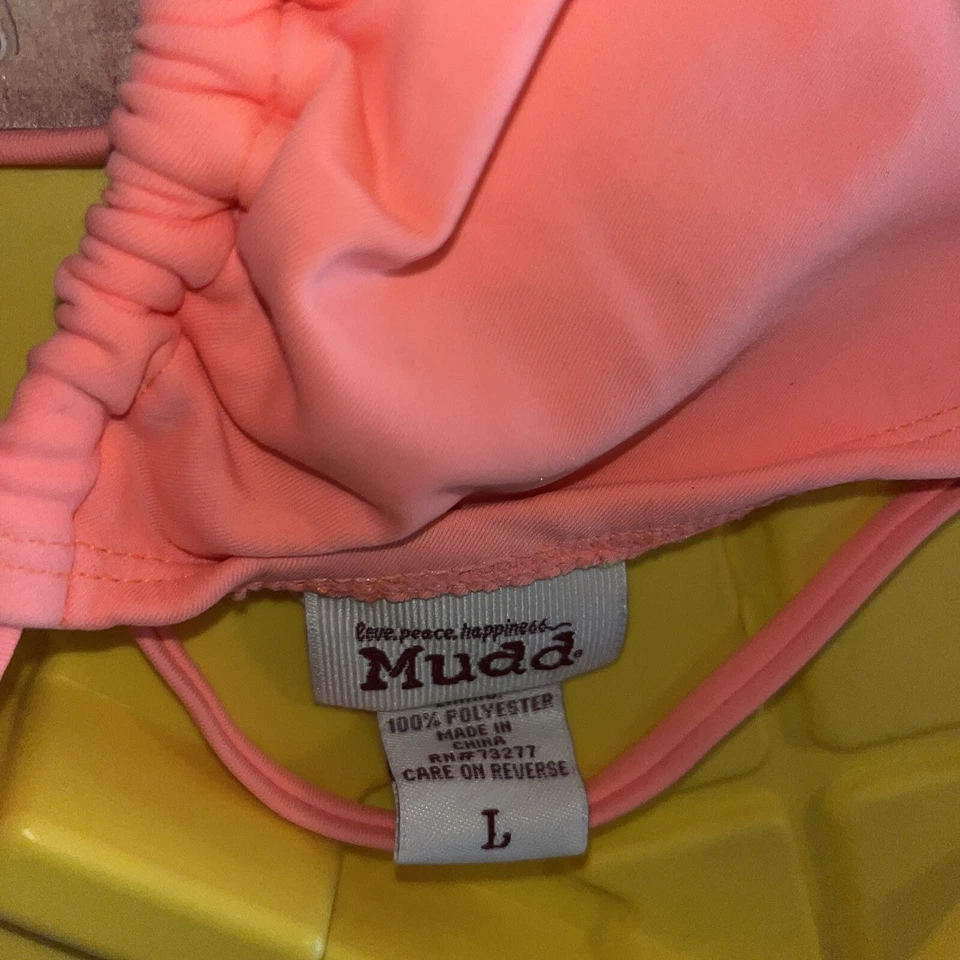 love.peace.happiness
Mudd®
100% POLYESTER
MADE IN
CHINA
RN#73277
CARE ON REVERSE
L